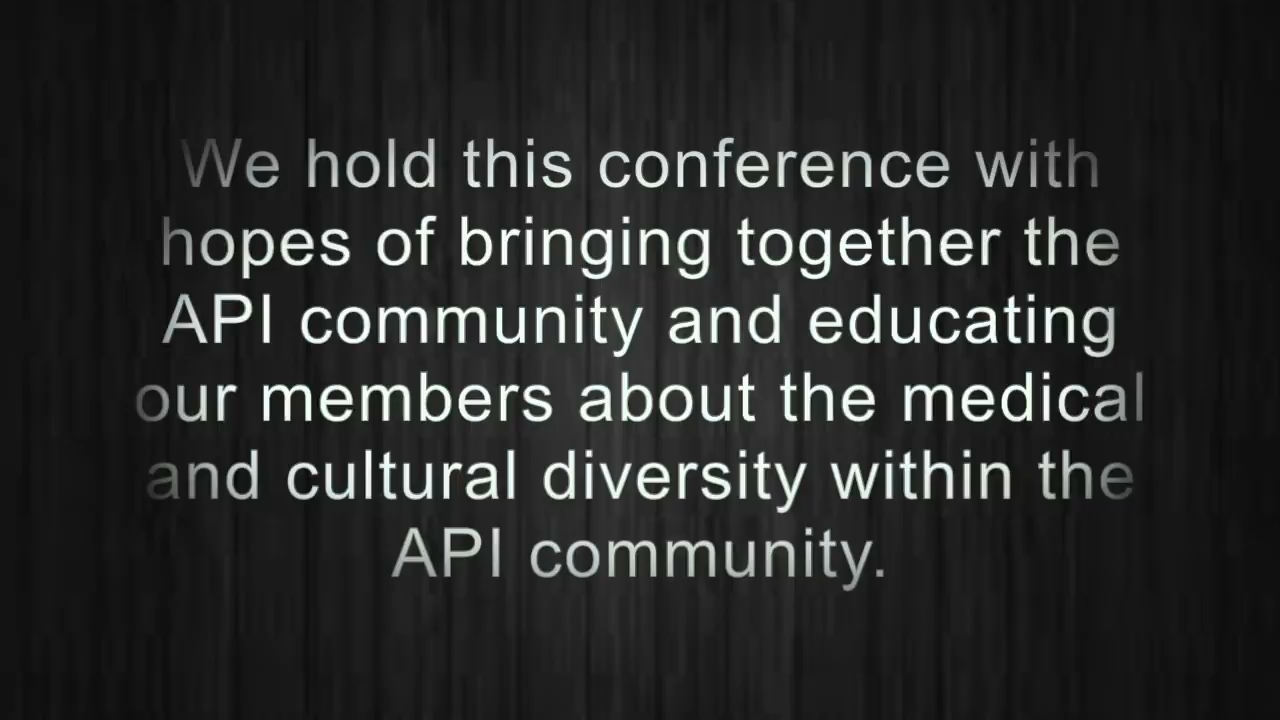 We hold this conference with
hopes of bringing together the
API community and educating
our members about the medical
and cultural diversity within the
API community.